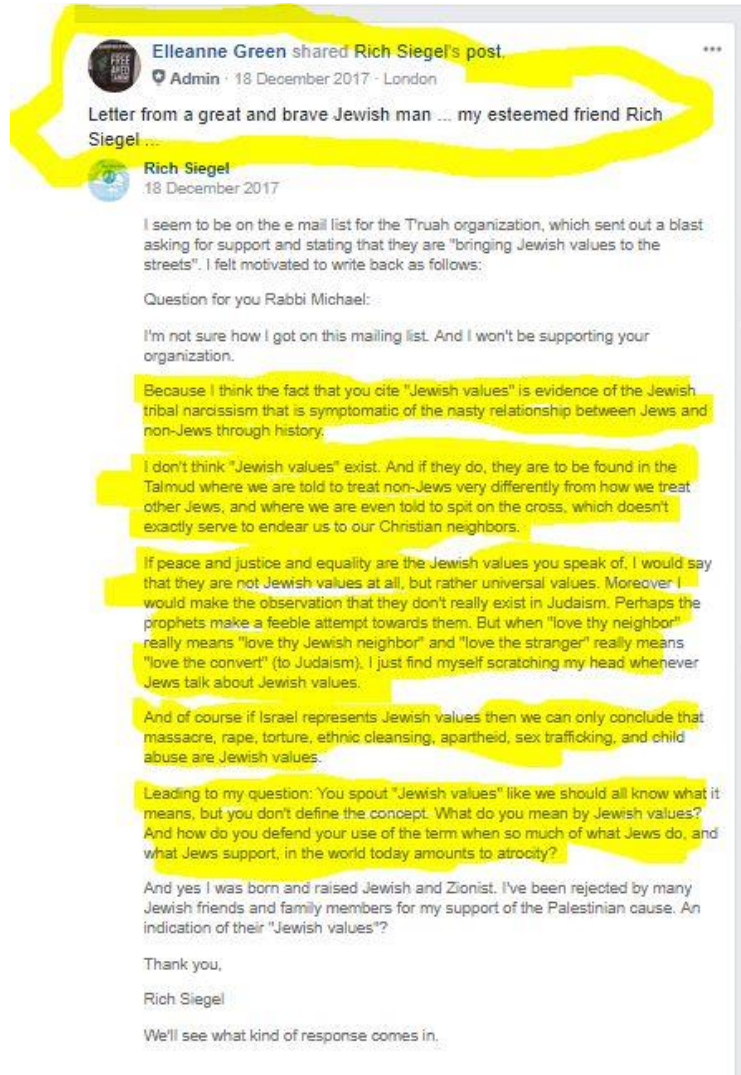 Elleanne Green shared Rich Siegel's post.
FREE
AHED
Admin · 18 December 2017 · London
Letter from a great and brave Jewish man ... my esteemed friend Rich
Siegel ...
Rich Siegel
18 December 2017
I seem to be on the e mail list for the T'ruah organization, which sent out a blast
asking for support and stating that they are "bringing Jewish values to the
streets". I felt motivated to write back as follows:
Question for you Rabbi Michael:
I'm not sure how I got on this mailing list. And I won't be supporting your
organization.
Because I think the fact that you cite "Jewish values" is evidence of the Jewish
tribal narcissism that is symptomatic of the nasty relationship between Jews and
non-Jews through history.
I don't think "Jewish values" exist. And if they do, they are to be found in the
Talmud where we are told to treat non-Jews very differently from how we treat
other Jews, and where we are even told to spit on the cross, which doesn't
exactly serve to endear us to our Christian neighbors.
If peace and justice and equality are the Jewish values you speak of, I would say
that they are not Jewish values at all, but rather universal values. Moreover I
would make the observation that they don't really exist in Judaism. Perhaps the
prophets make a feeble attempt towards them. But when "love thy neighbor"
really means "love thy Jewish neighbor" and "love the stranger" really means
"love the convert" (to Judaism), I just find myself scratching my head whenever
Jews talk about Jewish values.
And of course if Israel represents Jewish values then we can only conclude that
massacre, rape, torture, ethnic cleansing, apartheid, sex trafficking, and child
abuse are Jewish values.
Leading to my question: You spout "Jewish values" like we should all know what it
means, but you don't define the concept. What do you mean by Jewish values?
And how do you defend your use of the term when so much of what Jews do, and
what Jews support, in the world today amounts to atrocity?
And yes I was born and raised Jewish and Zionist. I've been rejected by many
Jewish friends and family members for my support of the Palestinian cause. An
indication of their "Jewish values"?
Thank you,
Rich Siegel
We'll see what kind of response comes in.